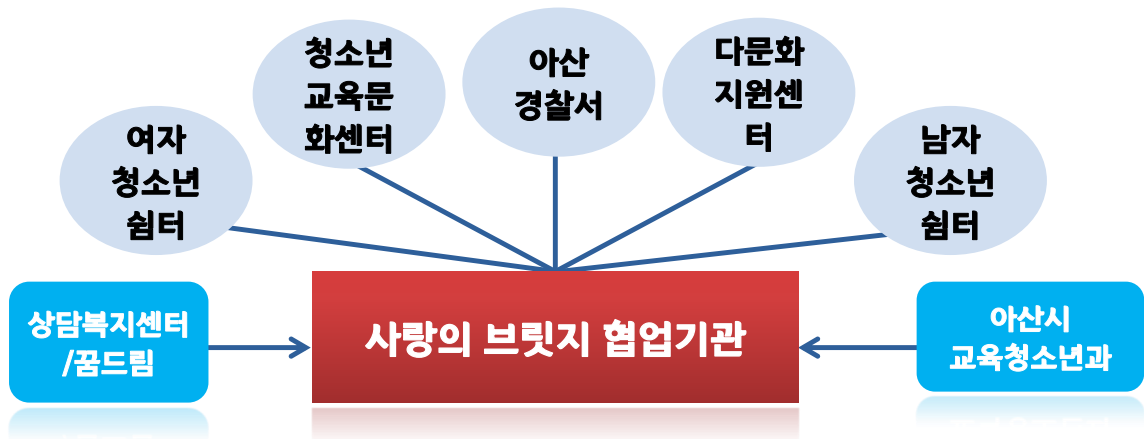 여자
청소년
쉼터
청소년
교육문
화센터
아산
경찰서
다문화
지원센
터
남자
청소년
쉼터
상담복지센터
/꿈드림
사랑의 브릿지 협업기관
아산시
교육청소년과